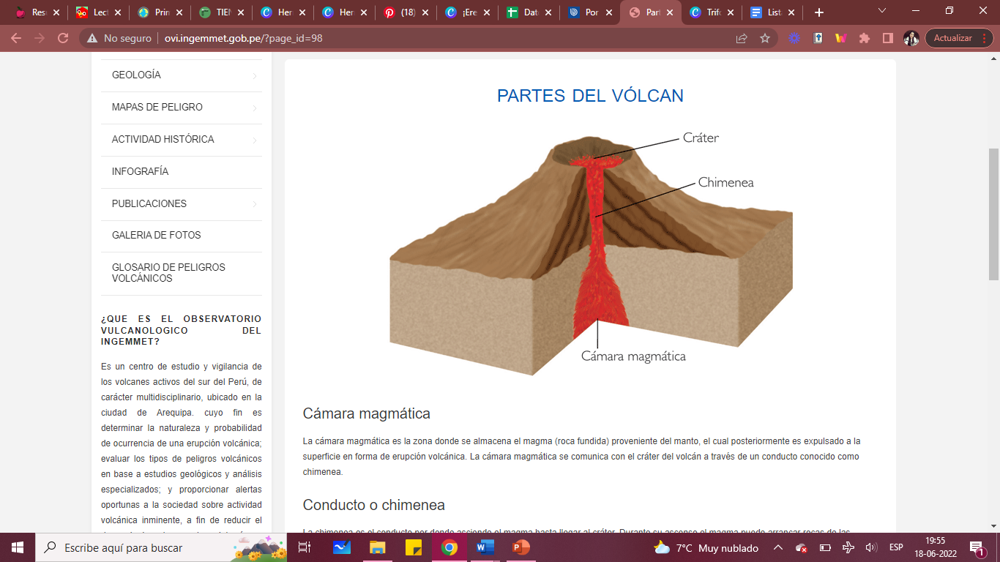 Resu
Lect
Prin
TIEN
Her
Her
(18)
¡Ere
Dato
Por
Part
Trifo
List
No seguro
ovi.ingemmet.gob.pe/?page_id=98
Actualizar
GEOLOGÍA
MAPAS DE PELIGRO
ACTIVIDAD HISTÓRICA
INFOGRAFÍA
PUBLICACIONES
GALERIA DE FOTOS
GLOSARIO DE PELIGROS
VOLCÁNICOS
¿QUE ES EL OBSERVATORIO
VULCANOLOGICO DEL
INGEMMET?
Es un centro de estudio y vigilancia de
los volcanes activos del sur del Perú, de
carácter multidisciplinario, ubicado en la
ciudad de Arequipa. cuyo fin es
determinar la naturaleza y probabilidad
de ocurrencia de una erupción volcánica;
evaluar los tipos de peligros volcánicos
en base a estudios geológicos y análisis
especializados; y proporcionar alertas
oportunas a la sociedad sobre actividad
volcánica inminente, a fin de reducir el
PARTES DEL VÓLCAN
Cráter
Chimenea
Cámara magmática
Cámara magmática
La cámara magmática es la zona donde se almacena el magma (roca fundida) proveniente del manto, el cual posteriormente es expulsado a la
superficie en forma de erupción volcánica. La cámara magmática se comunica con el cráter del volcán a través de un conducto conocido como
chimenea.
Conducto o chimenea
La chimenea es el conducto por donde asciende el magma hasta llegar al cráter. Durante su ascenso el magma puede arrancar rocas de las
Escribe aquí para buscar
7°C Muy nublado
ESP
19:55
18-06-2022
1